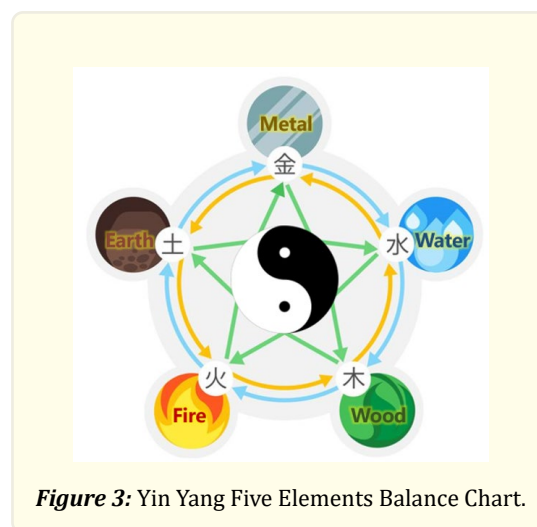 Metal
金
Earth 土
水 Water
火
木
Fire
Wood
Figure 3: Yin Yang Five Elements Balance Chart.